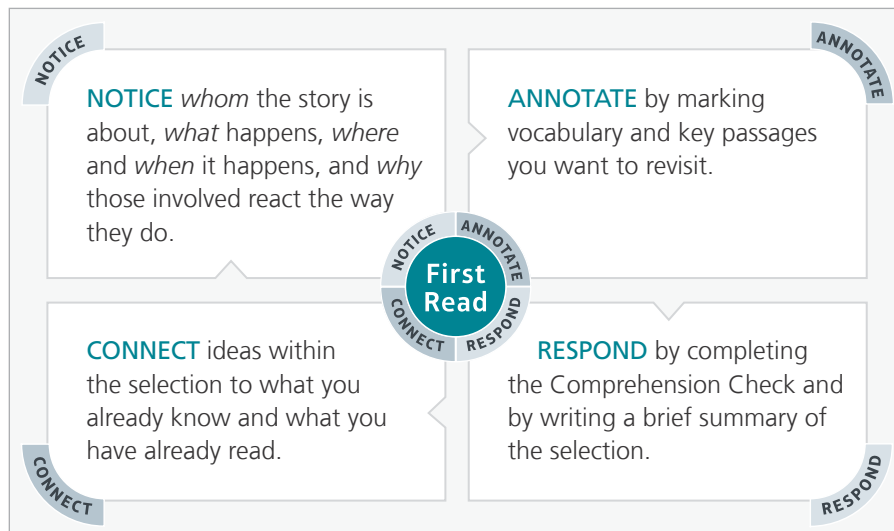 NOTICE
NOTICE whom the story is
about, what happens, where
and when it happens, and why
those involved react the way
they do.
ANNOTATE
ANNOTATE by marking
vocabulary and key passages
you want to revisit.
NOTICE
ANNOTATE
First
Read
CONNECT
RESPOND
CONNECT ideas within
the selection to what you
already know and what you
have already read.
CONNECT
RESPOND by completing
the Comprehension Check and
by writing a brief summary of
the selection.
RESPOND